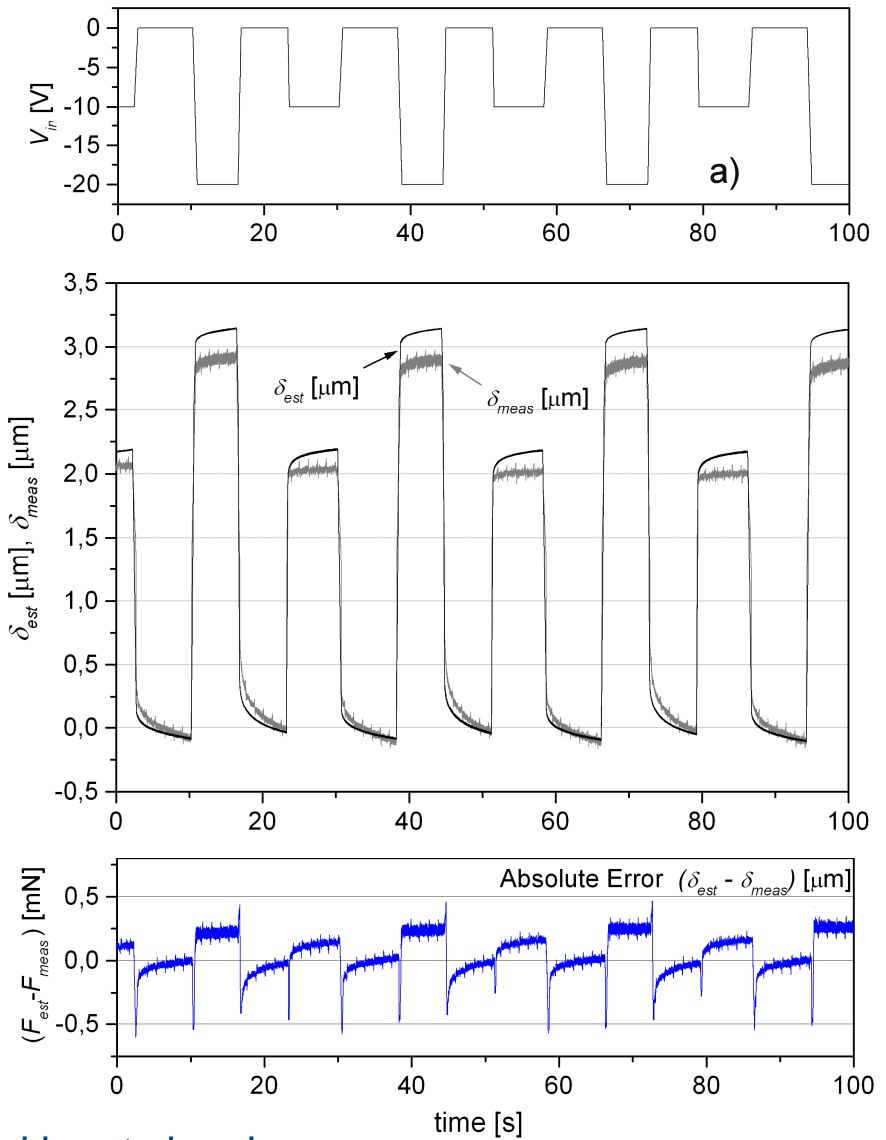 0
-5
-10
-15
-20
V_in [V]
a)
0 20 40 60 80 100
3,5
3,0
2,5
2,0
1,5
1,0
0,5
0,0
-0,5
δ_est [μm], δ_meas [μm]
δ_est [μm]
δ_meas [μm]
0 20 40 60 80 100
Absolute Error (δ_est - δ_meas) [μm]
0,5
0,0
-0,5
(F_est-F_meas) [mN]
0 20 40 60 80 100
time [s]